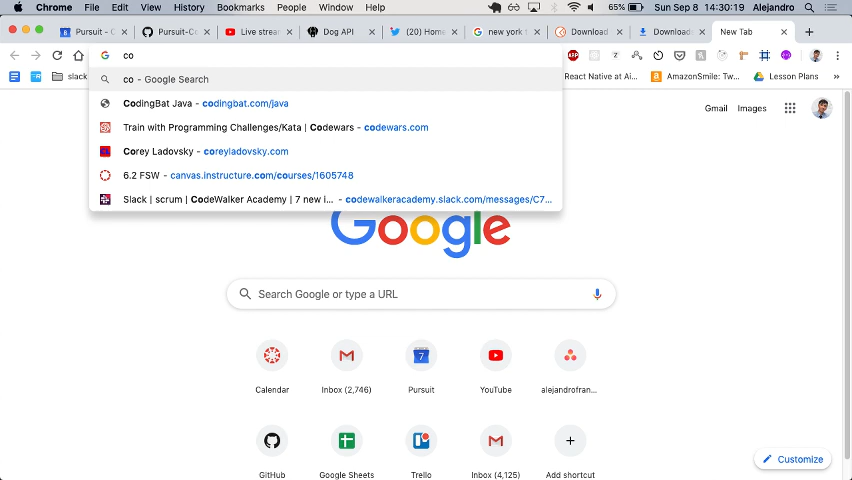 Chrome File Edit View History Bookmarks People Window Help 65% Sun Sep 8 14:30:19 Alejandro
Pursuit - C Pursuit-Co Live stream Dog API (20) Home new york t Download Downloads New Tab
co
slack React Native at Ai... AmazonSmile: Tw... Lesson Plans
co - Google Search
CodingBat Java - codingbat.com/java
Train with Programming Challenges/Kata | Codewars - codewars.com
Corey Ladovsky - coreyladovsky.com
6.2 FSW - canvas.instructure.com/courses/1605748
Slack | scrum | CodeWalker Academy | 7 new i... - codewalkeracademy.slack.com/messages/C7...
Gmail Images
Google
Search Google or type a URL
Calendar Inbox (2,746) Pursuit YouTube alejandrofran...
GitHub Google Sheets Trello Inbox (4,125) Add shortcut
Customize